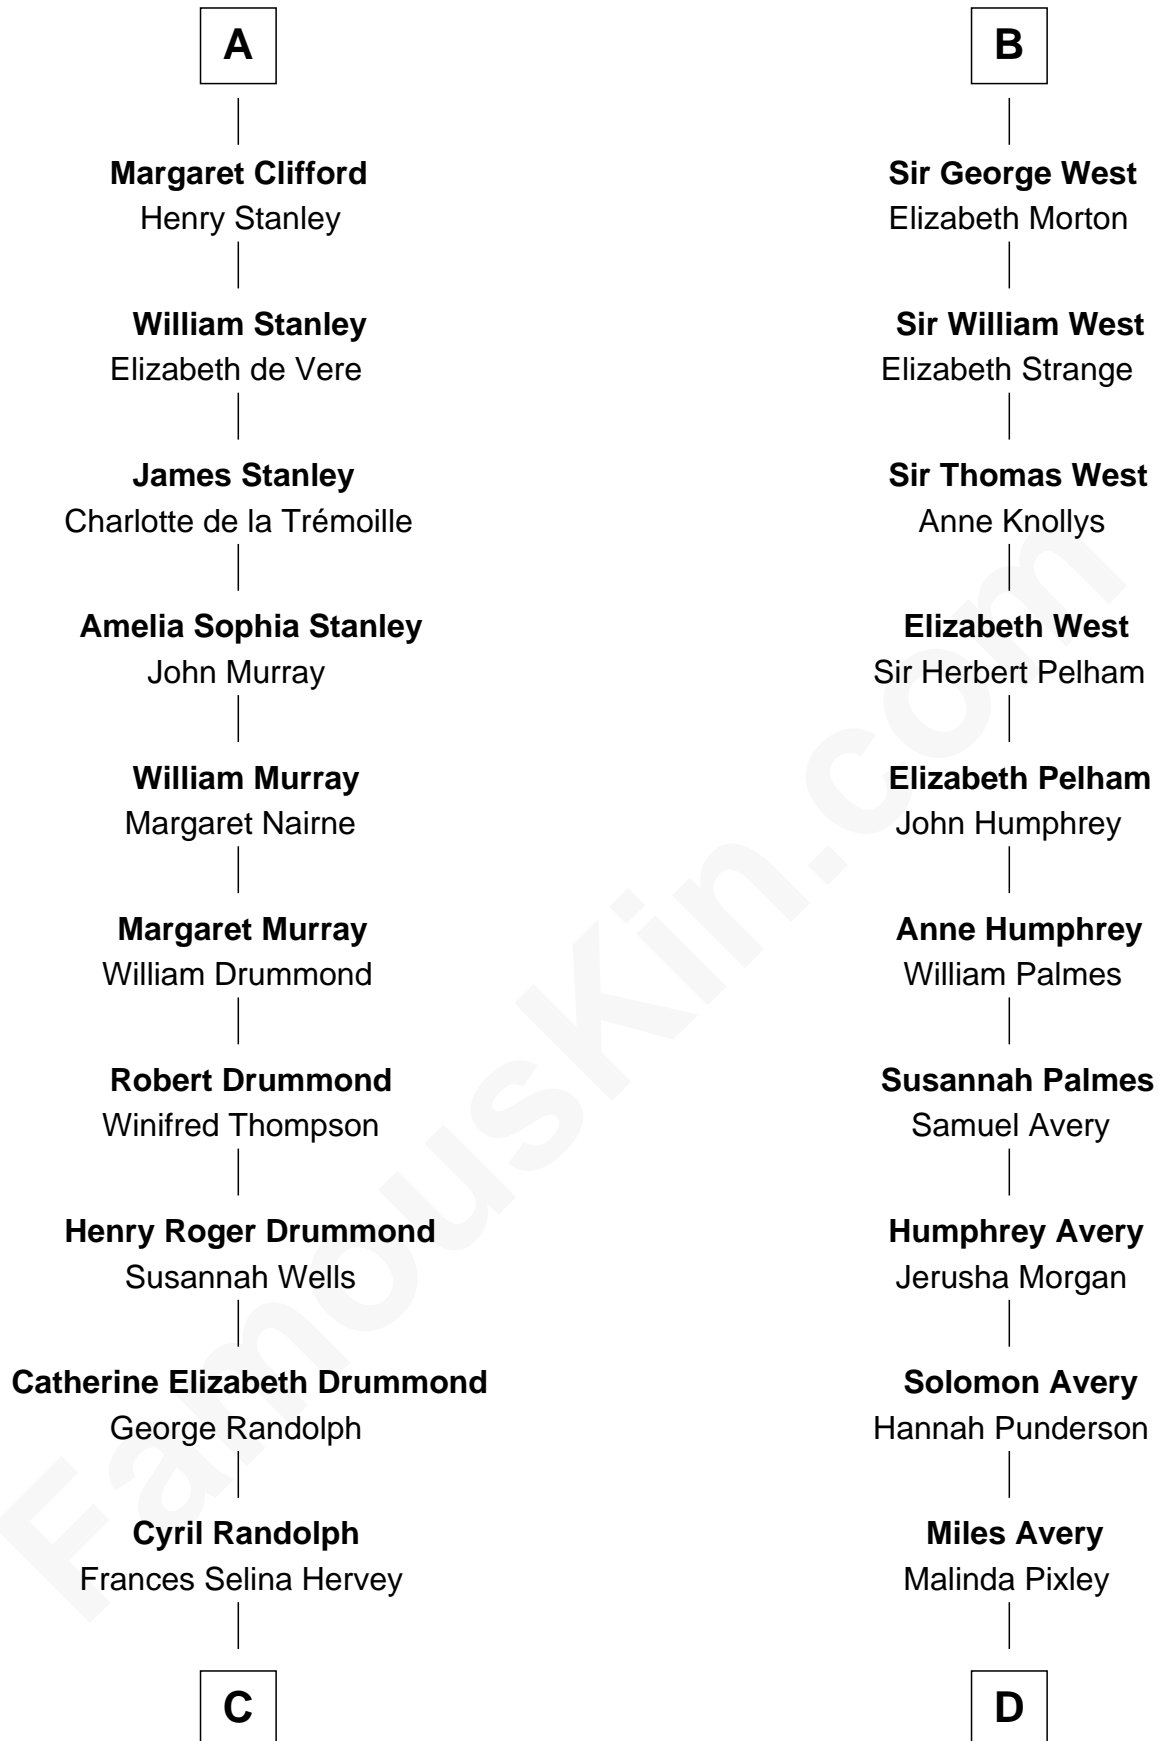 A
Margaret Clifford
Henry Stanley
William Stanley
Elizabeth de Vere
James Stanley
Charlotte de la Trémoille
Amelia Sophia Stanley
John Murray
William Murray
Margaret Nairne
Margaret Murray
William Drummond
Robert Drummond
Winifred Thompson
Henry Roger Drummond
Susannah Wells
Catherine Elizabeth Drummond
George Randolph
Cyril Randolph
Frances Selina Hervey
C
B
Sir George West
Elizabeth Morton
Sir William West
Elizabeth Strange
Sir Thomas West
Anne Knollys
Elizabeth West
Sir Herbert Pelham
Elizabeth Pelham
John Humphrey
Anne Humphrey
William Palmes
Susannah Palmes
Samuel Avery
Humphrey Avery
Jerusha Morgan
Solomon Avery
Hannah Punderson
Miles Avery
Malinda Pixley
D
FamousKin.com